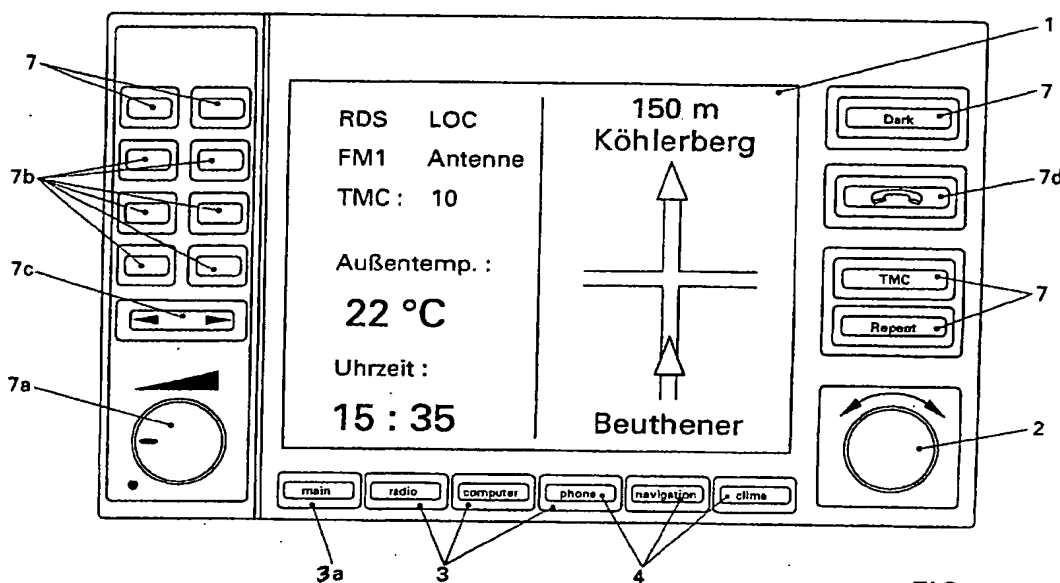 1
7
7
RDS LOC
150 m
Dark
FM1 Antenne
Köhlerberg
7b
TMC : 10
7d
7c
Außentemp. :
TMC
22 °C
7
Repeat
Uhrzeit :
7a
15 : 35
Beuthener
2
main
radio
computer
phone
navigation
clima
3a
3
4